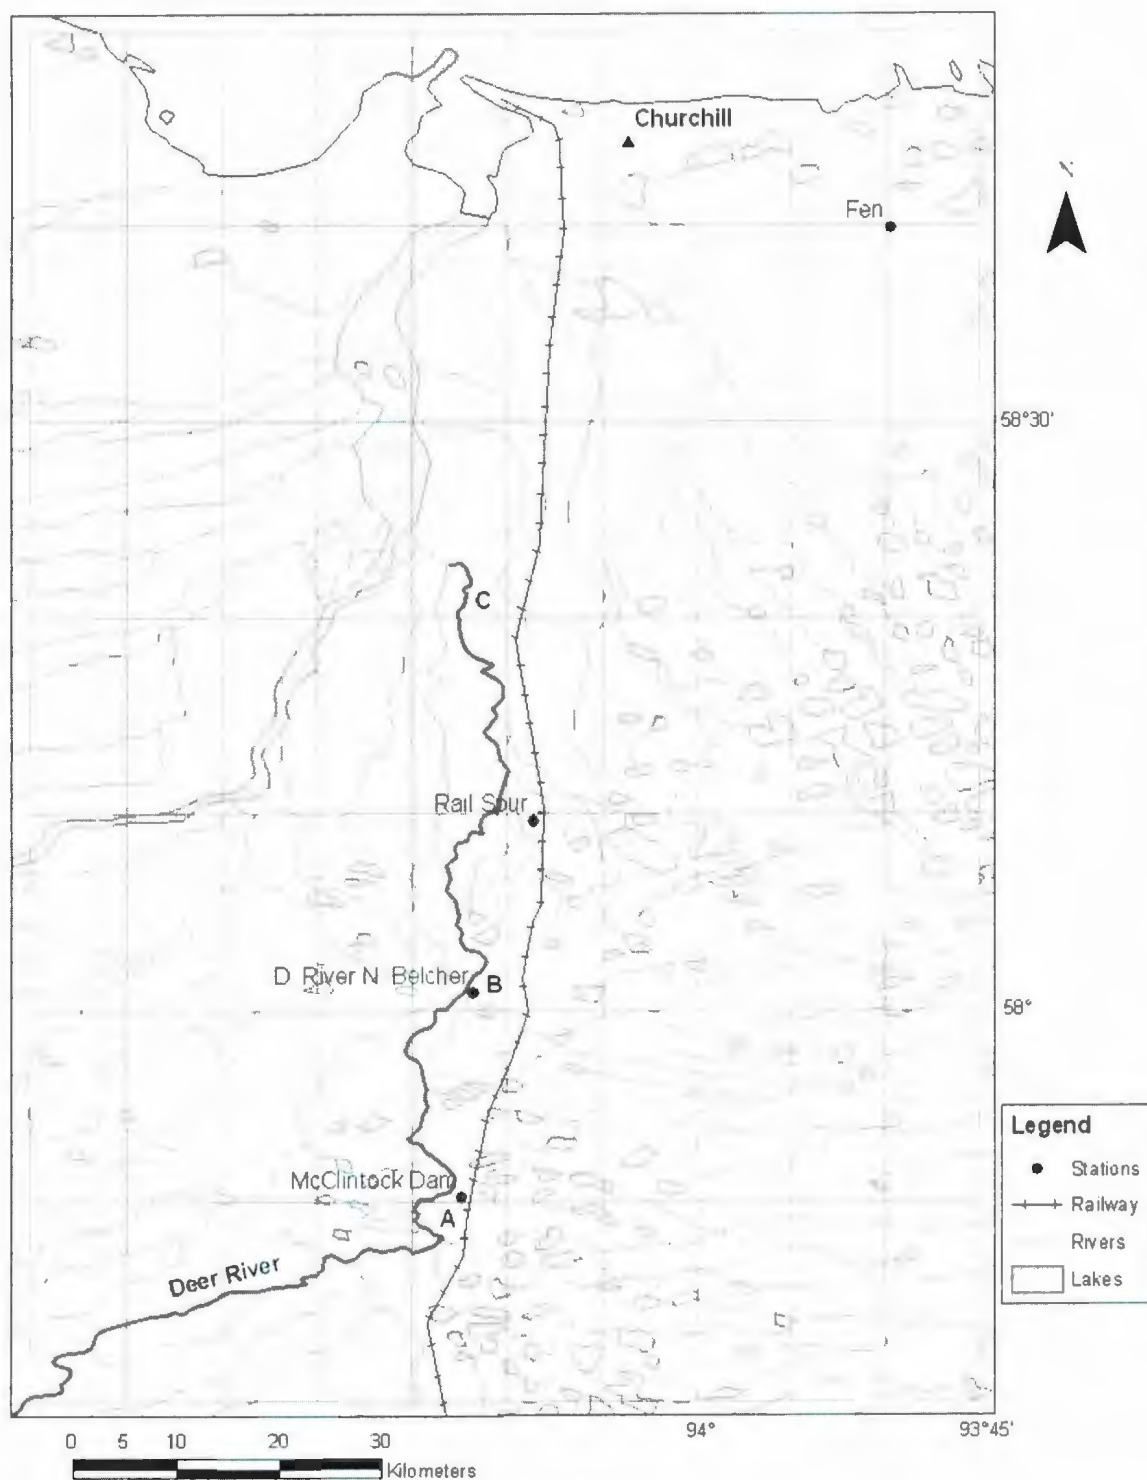 Churchill
Fen
N
58°30'
C
Rail Spur
D River N Belcher
B
58°
McClintock Dam
A
Deer River
Legend
Stations
Railway
Rivers
Lakes
94°
93°45'
0 5 10 20 30
Kilometers